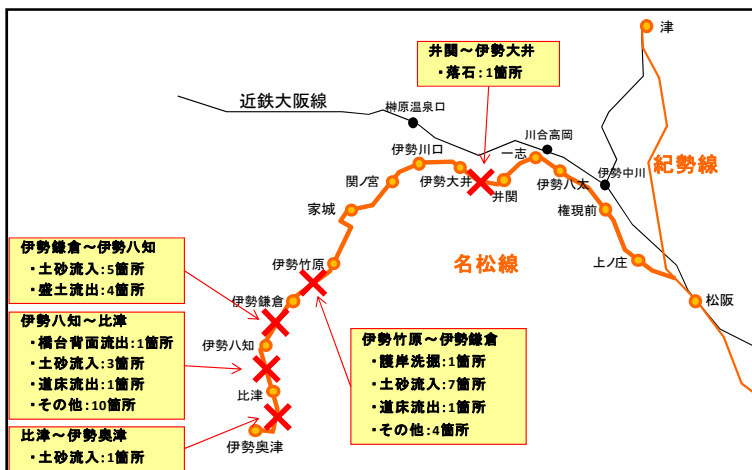 津
井関～伊勢大井
・落石：1箇所
近鉄大阪線
榊原温泉口
川合高岡
伊勢川口
一志
紀勢線
伊勢中川
関ノ宮
伊勢大井
井関
伊勢八太
家城
権現前
名松線
上ノ庄
伊勢竹原
松阪
伊勢鎌倉～伊勢八知
・土砂流入：5箇所
・盛土流出：4箇所
伊勢鎌倉
伊勢八知～比津
・橋台背面流出：1箇所
・土砂流入：3箇所
・道床流出：1箇所
・その他：10箇所
伊勢八知
伊勢竹原～伊勢鎌倉
・護岸洗掘：1箇所
・土砂流入：7箇所
・道床流出：1箇所
・その他：4箇所
比津
比津～伊勢奥津
・土砂流入：1箇所
伊勢奥津